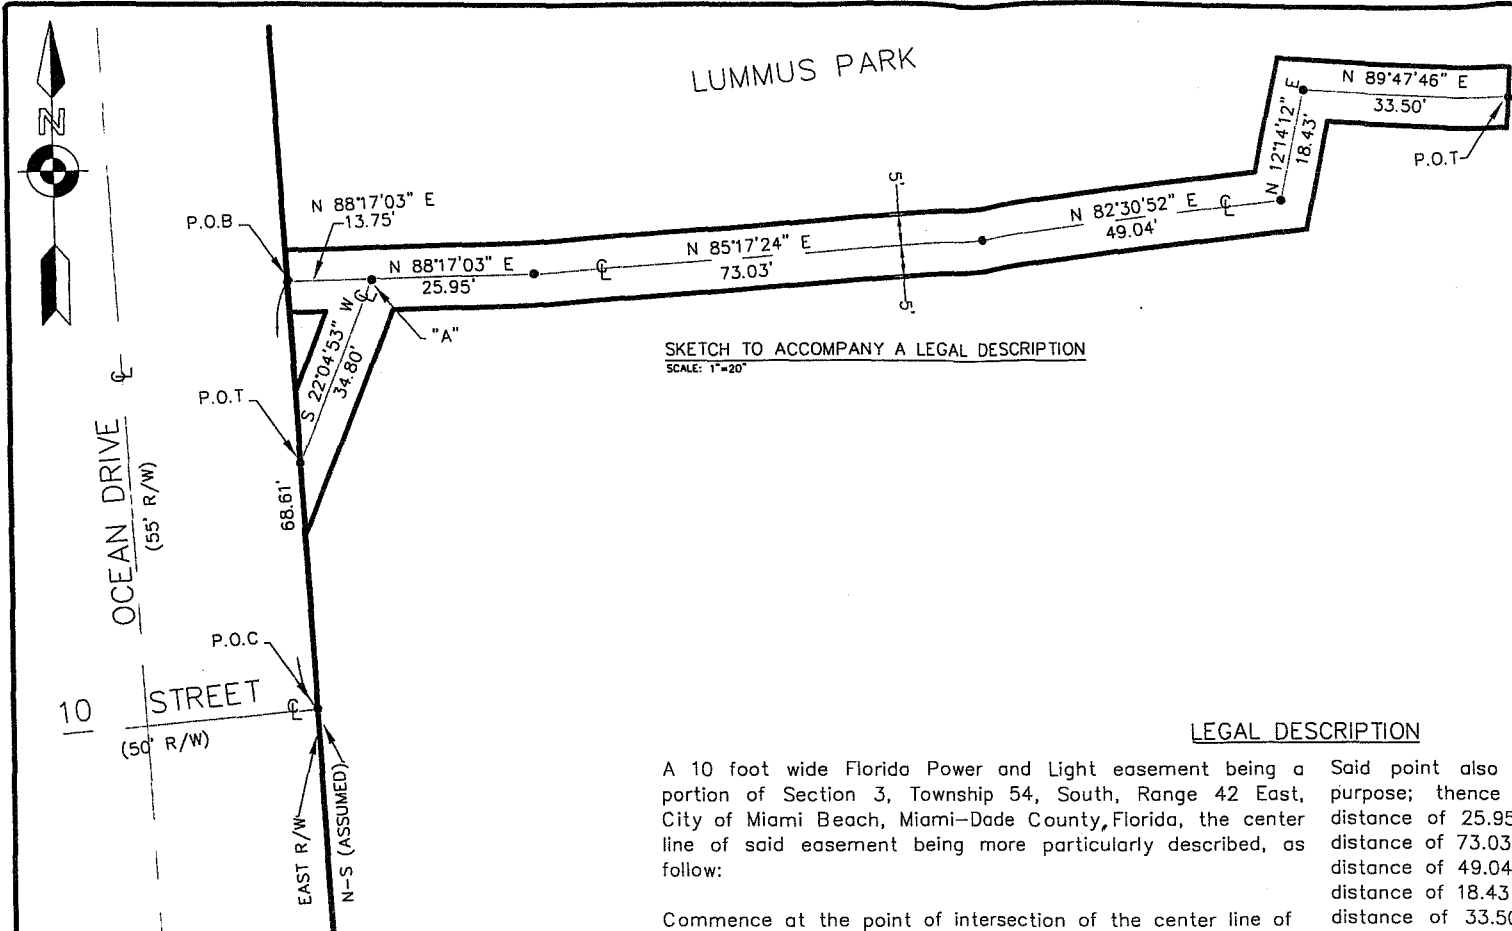 LUMMUS PARK
N
N 89°47'46" E
33.50'
N 12°14'12" E
18.43'
P.O.T
N 88°17'03" E
13.75'
P.O.B
5'
N 82°30'52" E ℄
49.04'
N 85°17'24" E
73.03'
℄
N 88°17'03" E
25.95'
5'
"A"
S 22°04'53" W ℄
34.80'
SKETCH TO ACCOMPANY A LEGAL DESCRIPTION
SCALE: 1"=20"
℄
P.O.T
OCEAN DRIVE
(55' R/W)
68.61'
P.O.C
10 STREET ℄
(50' R/W)
EAST R/W
N-S (ASSUMED)
LEGAL DESCRIPTION
A 10 foot wide Florida Power and Light easement being a
portion of Section 3, Township 54, South, Range 42 East,
City of Miami Beach, Miami-Dade County, Florida, the center
line of said easement being more particularly described, as
follow:
Commence at the point of intersection of the center line of
Said point also
purpose; thence
distance of 25.95
distance of 73.03
distance of 49.04
distance of 18.43
distance of 33.50